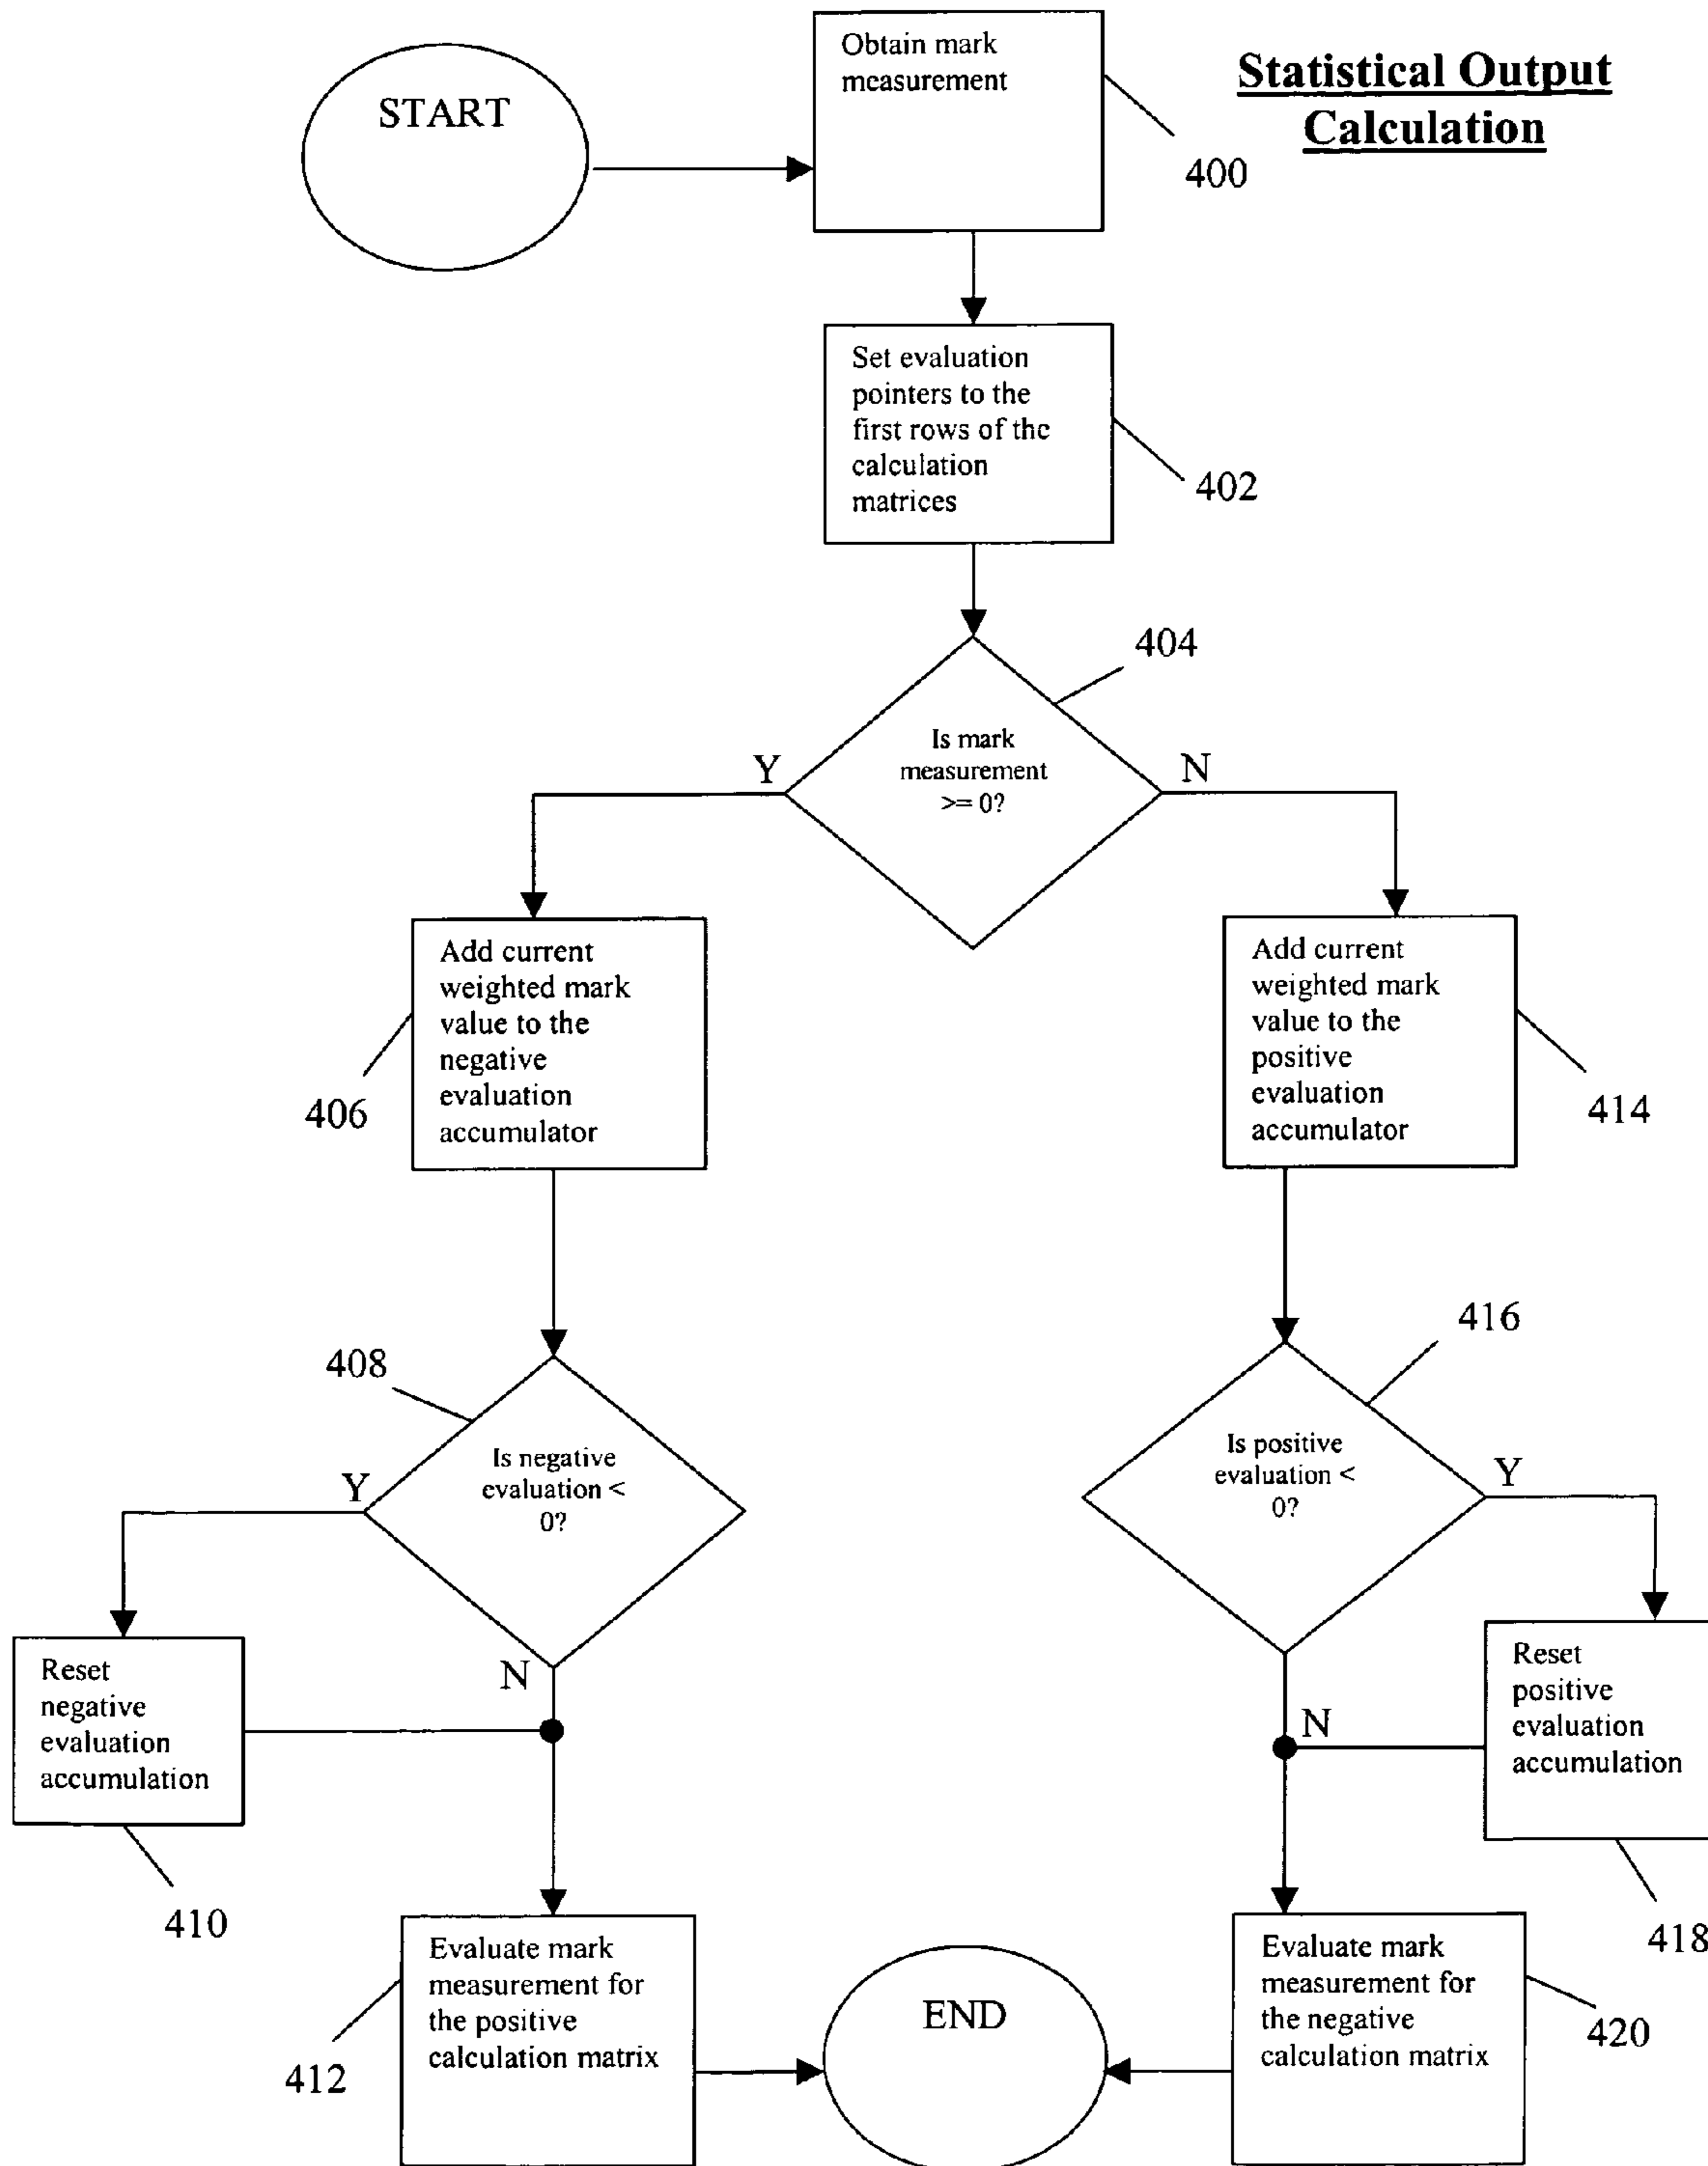 START
Obtain mark
measurement
Statistical Output
Calculation
400
Set evaluation
pointers to the
first rows of the
calculation
matrices
402
404
Is mark
measurement
>= 0?
Y
N
Add current
weighted mark
value to the
negative
evaluation
accumulator
406
Add current
weighted mark
value to the
positive
evaluation
accumulator
414
408
Is negative
evaluation <
0?
Y
N
416
Is positive
evaluation <
0?
Y
N
Reset
negative
evaluation
accumulation
410
Reset
positive
evaluation
accumulation
418
Evaluate mark
measurement for
the positive
calculation matrix
412
END
Evaluate mark
measurement for
the negative
calculation matrix
420